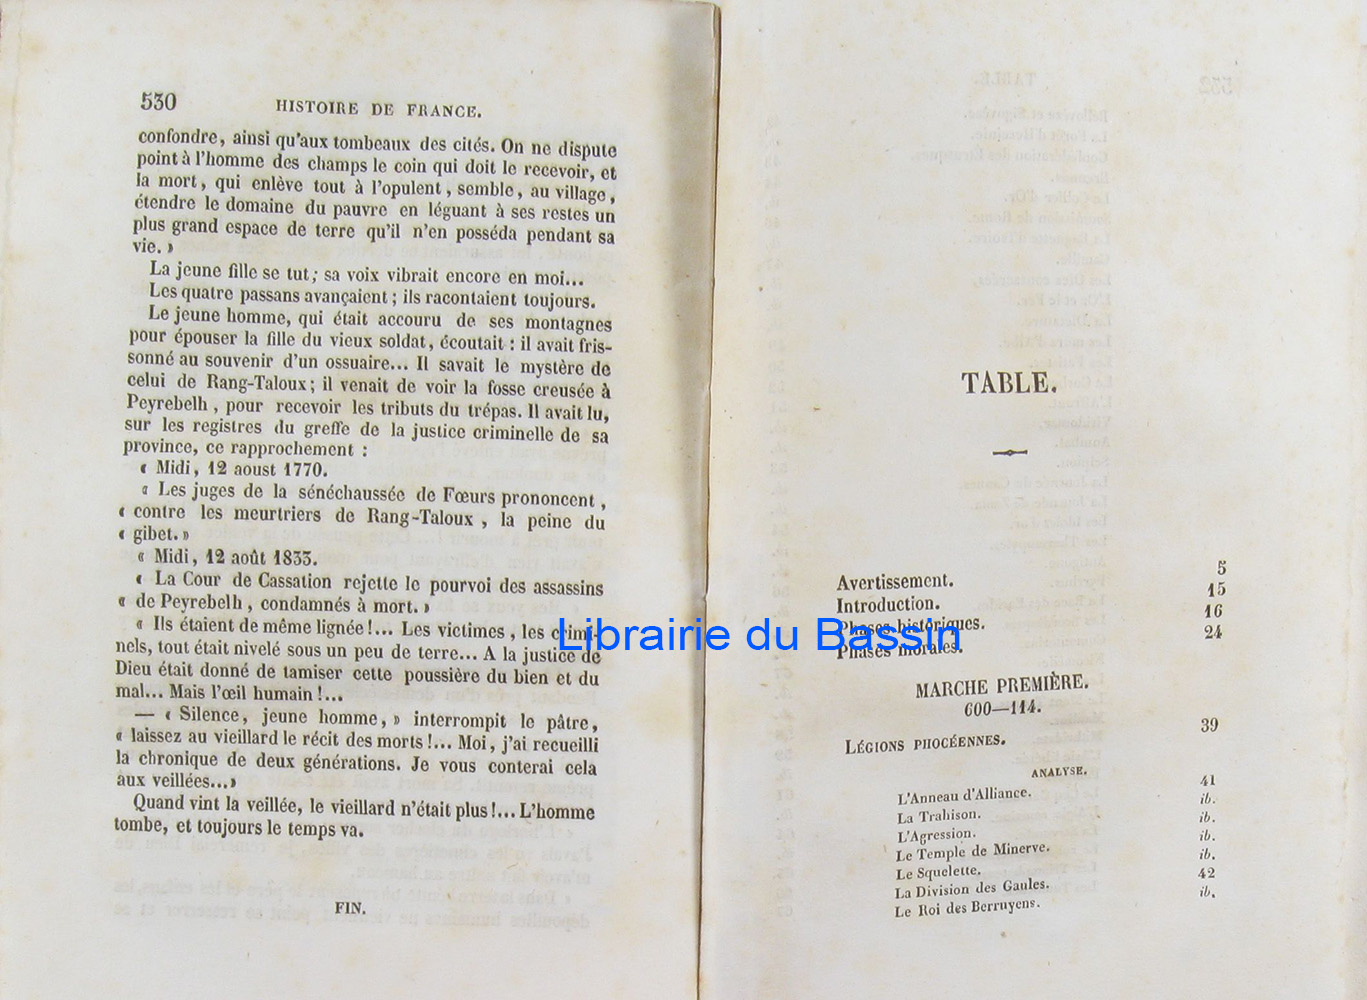 530
HISTOIRE DE FRANCE.
confondre, ainsi qu'aux tombeaux des cités. On ne dispute
point à l'homme des champs le coin qui doit le recevoir, et
la mort, qui enlève tout à l'opulent, semble, au village,
étendre le domaine du pauvre en léguant à ses restes un
plus grand espace de terre qu'il n'en posséda pendant sa
vie. »
La jeune fille se tut; sa voix vibrait encore en moi...
Les quatre passans avançaient; ils racontaient toujours.
Le jeune homme, qui était accouru de ses montagnes
pour épouser la fille du vieux soldat, écoutait : il avait fris-
sonné au souvenir d'un ossuaire... Il savait le mystère de
celui de Rang-Taloux; il venait de voir la fosse creusée à
Peyrebelh, pour recevoir les tributs du trépas. Il avait lu,
sur les registres du greffe de la justice criminelle de sa
province, ce rapprochement :
« Midi, 12 aoust 1770.
« Les juges de la sénéchaussée de Fœurs prononcent,
« contre les meurtriers de Rang-Taloux, la peine du
« gibet. »
« Midi, 12 août 1833.
« La Cour de Cassation rejette le pourvoi des assassins
« de Peyrebelh, condamnés à mort. »
« Ils étaient de même lignée!... Les victimes, les crimi-
nels, tout était nivelé sous un peu de terre... A la justice de
Dieu était donné de tamiser cette poussière du bien et du
mal... Mais l'œil humain!...
— « Silence, jeune homme, » interrompit le pâtre,
« laissez au vieillard le récit des morts!... Moi, j'ai recueilli
la chronique de deux générations. Je vous conterai cela
aux veillées...»
Quand vint la veillée, le vieillard n'était plus!... L'homme
tombe, et toujours le temps va.
FIN.
TABLE.
Avertissement. 5
Introduction. 15
Phases historiques. 16
Phases morales. 24
MARCHE PREMIÈRE.
600—114.
LÉGIONS PHOCÉENNES. 39
ANALYSE.
L'Anneau d'Alliance. 41
La Trahison. ib.
L'Agression. ib.
Le Temple de Minerve. ib.
Le Squelette. ib.
La Division des Gaules. 42
Le Roi des Berruyens. ib.
Librairie du Bassin